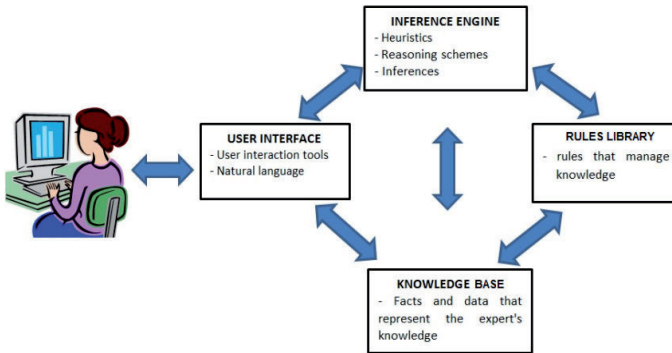 INFERENCE ENGINE
- Heuristics
- Reasoning schemes
- Inferences
USER INTERFACE
- User interaction tools
- Natural language
RULES LIBRARY
- rules that manage
knowledge
KNOWLEDGE BASE
- Facts and data that
represent the expert's
knowledge